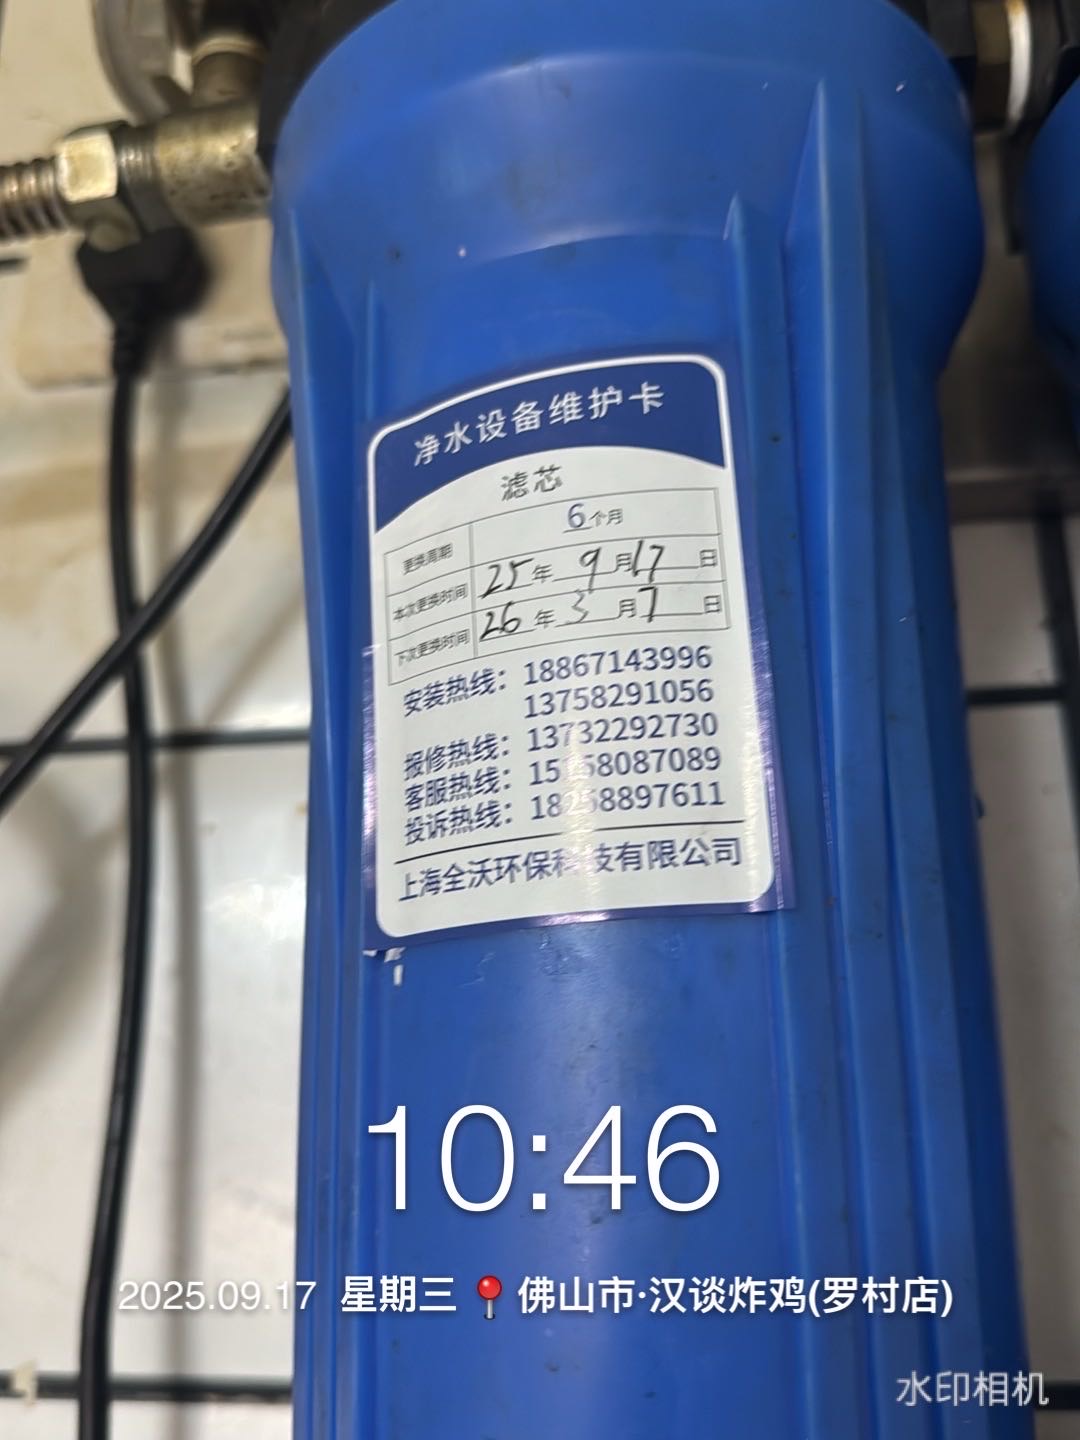 净水设备维护卡
滤芯
更换周期 6个月
本次更换时间 25年9月17日
下次更换时间 26年3月7日
安装热线：18867143996
13758291056
报修热线：13732292730
客服热线：15158087089
投诉热线：18258897611
上海全沃环保科技有限公司
10:46
2025.09.17 星期三 佛山市·汉谈炸鸡(罗村店)
水印相机